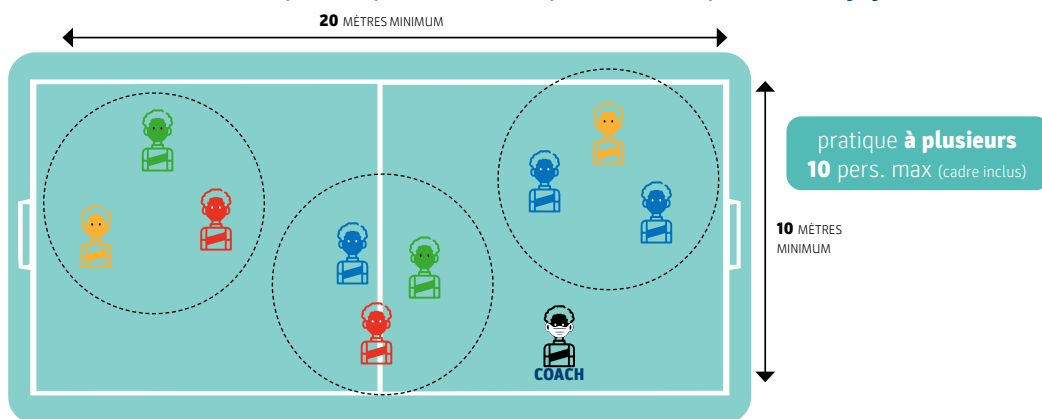 20 MÈTRES MINIMUM
pratique à plusieurs
10 pers. max (cadre inclus)
10 MÈTRES
MINIMUM
COACH